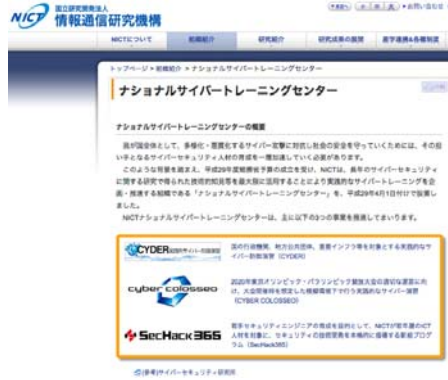 NICT 国立研究開発法人
情報通信研究機構
NICTについて 組織紹介 研究紹介 研究成果の展開 産学連携&各種制度
トップページ > 組織紹介 > ナショナルサイバートレーニングセンター
ナショナルサイバートレーニングセンター
ナショナルサイバートレーニングセンターの概要
我が国全体として、多様化・悪質化するサイバー攻撃に対抗し社会の安全を守っていくためには、その担
い手となるサイバーセキュリティ人材の育成を一層加速していく必要があります。
このような背景を踏まえ、平成29年度総務省予算の成立を受け、NICTは、長年のサイバーセキュリティ
に関する研究で得られた技術的知見等を最大限に活用することにより実践的なサイバートレーニングを企
画・推進する組織である「ナショナルサイバートレーニングセンター」を、平成29年4月1日付けで設置し
ました。
NICTナショナルサイバートレーニングセンターは、主に以下の3つの事業を推進してまいります。
CYDER 実践的サイバー防御演習
国の行政機関、地方公共団体、重要インフラ等を対象とする実践的なサ
イバー防御演習（CYDER）
cyber colosseo
2020年東京オリンピック・パラリンピック競技大会の適切な運営に向
け、大会開催時を想定した模擬環境下で行う実践的なサイバー演習
（CYBER COLOSSEO）
SecHack365
若手セキュリティエンジニアの育成を目的として、NICTが若年層のICT
人材を対象に、セキュリティの技術開発を本格的に指導する新規プログ
ラム（SecHack365）
(参考)サイバーセキュリティ研究所